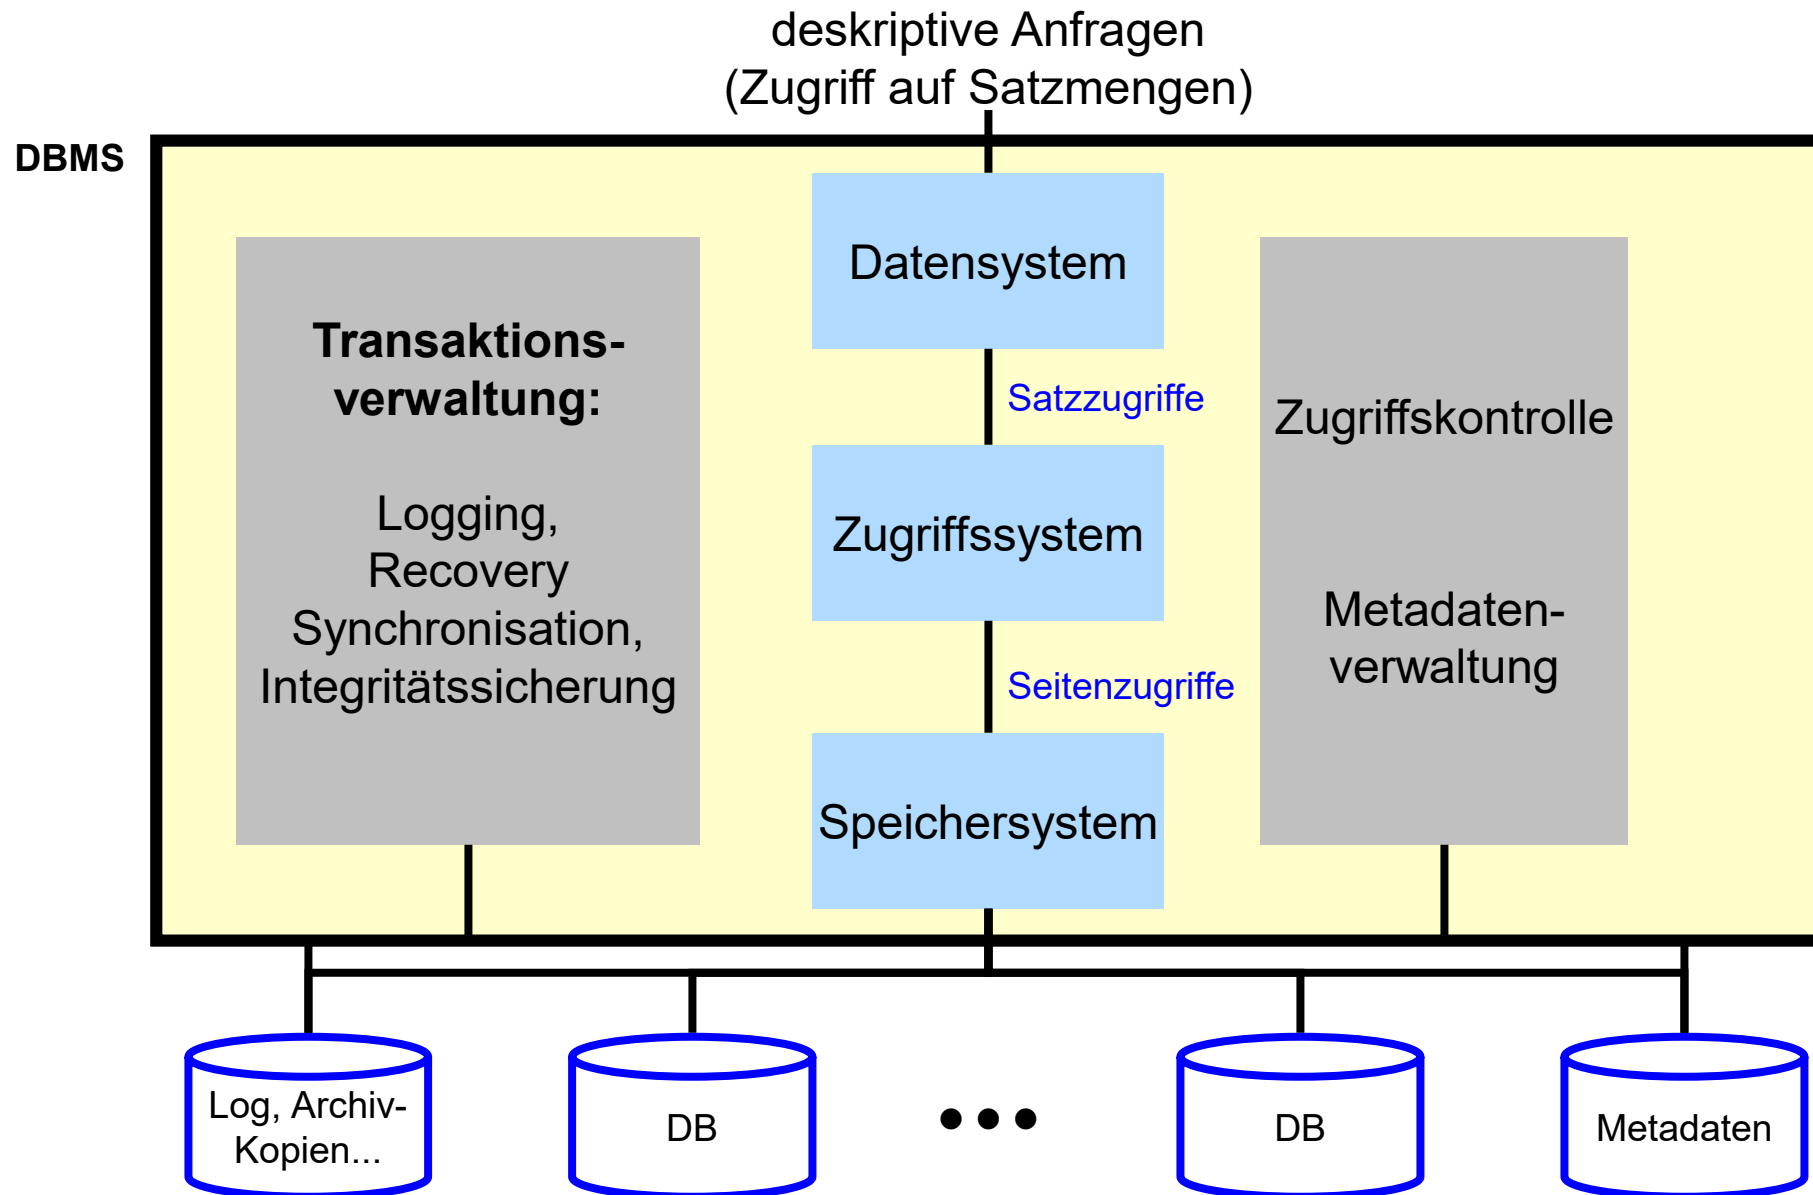 deskriptive Anfragen
(Zugriff auf Satzmengen)
DBMS
Transaktions-
verwaltung:
Logging,
Recovery
Synchronisation,
Integritätssicherung
Datensystem
Satzzugriffe
Zugriffssystem
Seitenzugriffe
Speichersystem
Zugriffskontrolle
Metadaten-
verwaltung
Log, Archiv-
Kopien...
DB
DB
Metadaten